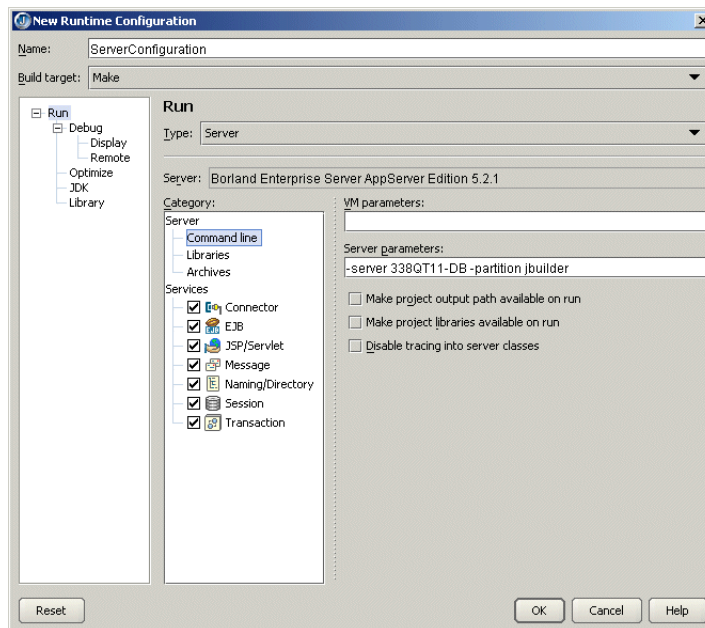 New Runtime Configuration
Name: ServerConfiguration
Build target: Make
Run
Debug
Display
Remote
Optimize
JDK
Library
Run
Type: Server
Server: Borland Enterprise Server AppServer Edition 5.2.1
Category:
Server
Command line
Libraries
Archives
Services
Connector
EJB
JSP/Servlet
Message
Naming/Directory
Session
Transaction
VM parameters:
Server parameters:
-server 338QT11-DB -partition jbuilder
Make project output path available on run
Make project libraries available on run
Disable tracing into server classes
Reset
OK
Cancel
Help